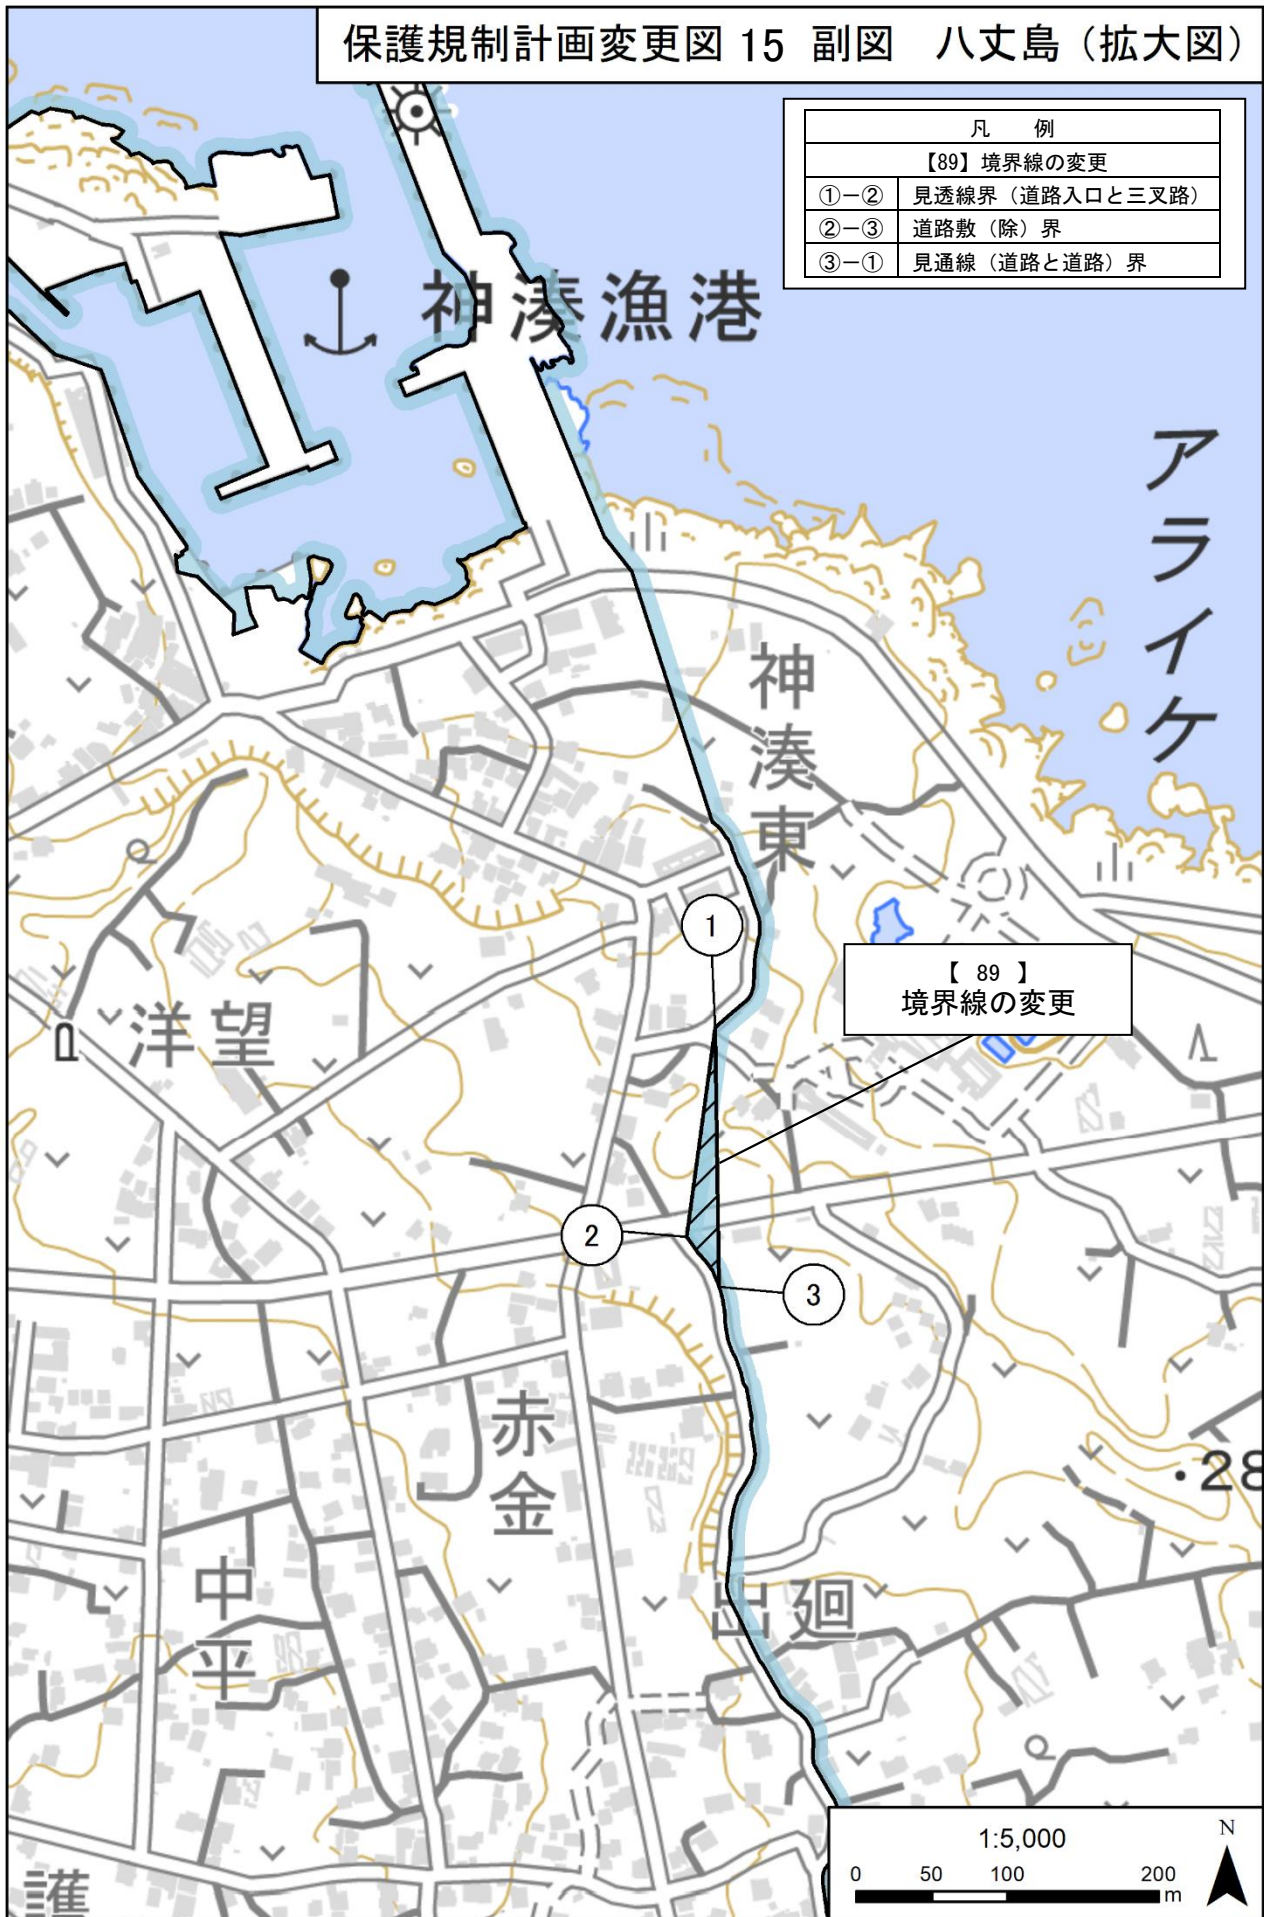 保護規制計画変更図 15 副図　八丈島（拡大図）
凡　例
【89】境界線の変更
①－② 見透線界（道路入口と三叉路）
②－③ 道路敷（除）界
③－① 見通線（道路と道路）界
神湊漁港
アライケ
神湊東
1
【 89 】
境界線の変更
洋望
2
3
赤金
・28
中平
出廻
護
1:5,000
N
0 50 100 200
m